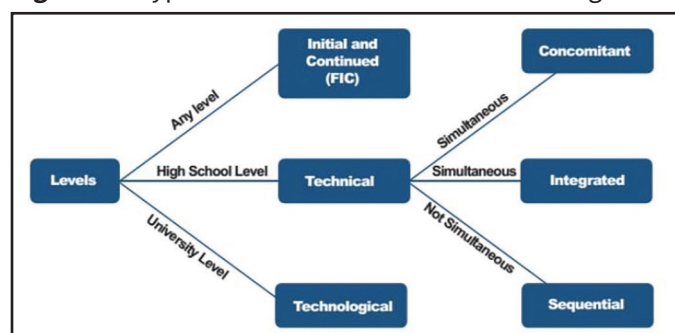 Initial and
Continued
(FIC)
Concomitant
Any level
Simultaneous
Levels
High School Level
Technical
Simultaneous
Integrated
University Level
Not Simultaneous
Technological
Sequential